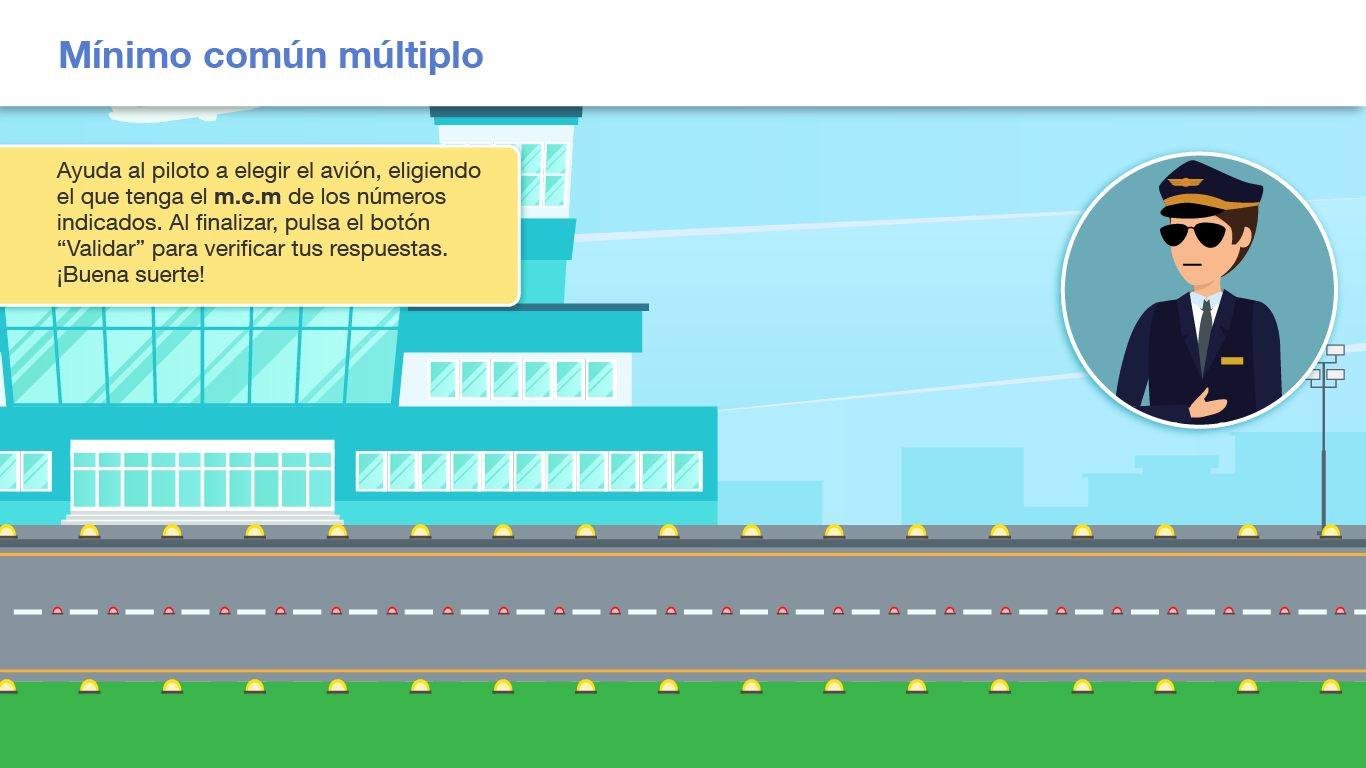 Mínimo común múltiplo
Ayuda al piloto a elegir el avión, eligiendo
el que tenga el m.c.m de los números
indicados. Al finalizar, pulsa el botón
“Validar” para verificar tus respuestas.
¡Buena suerte!